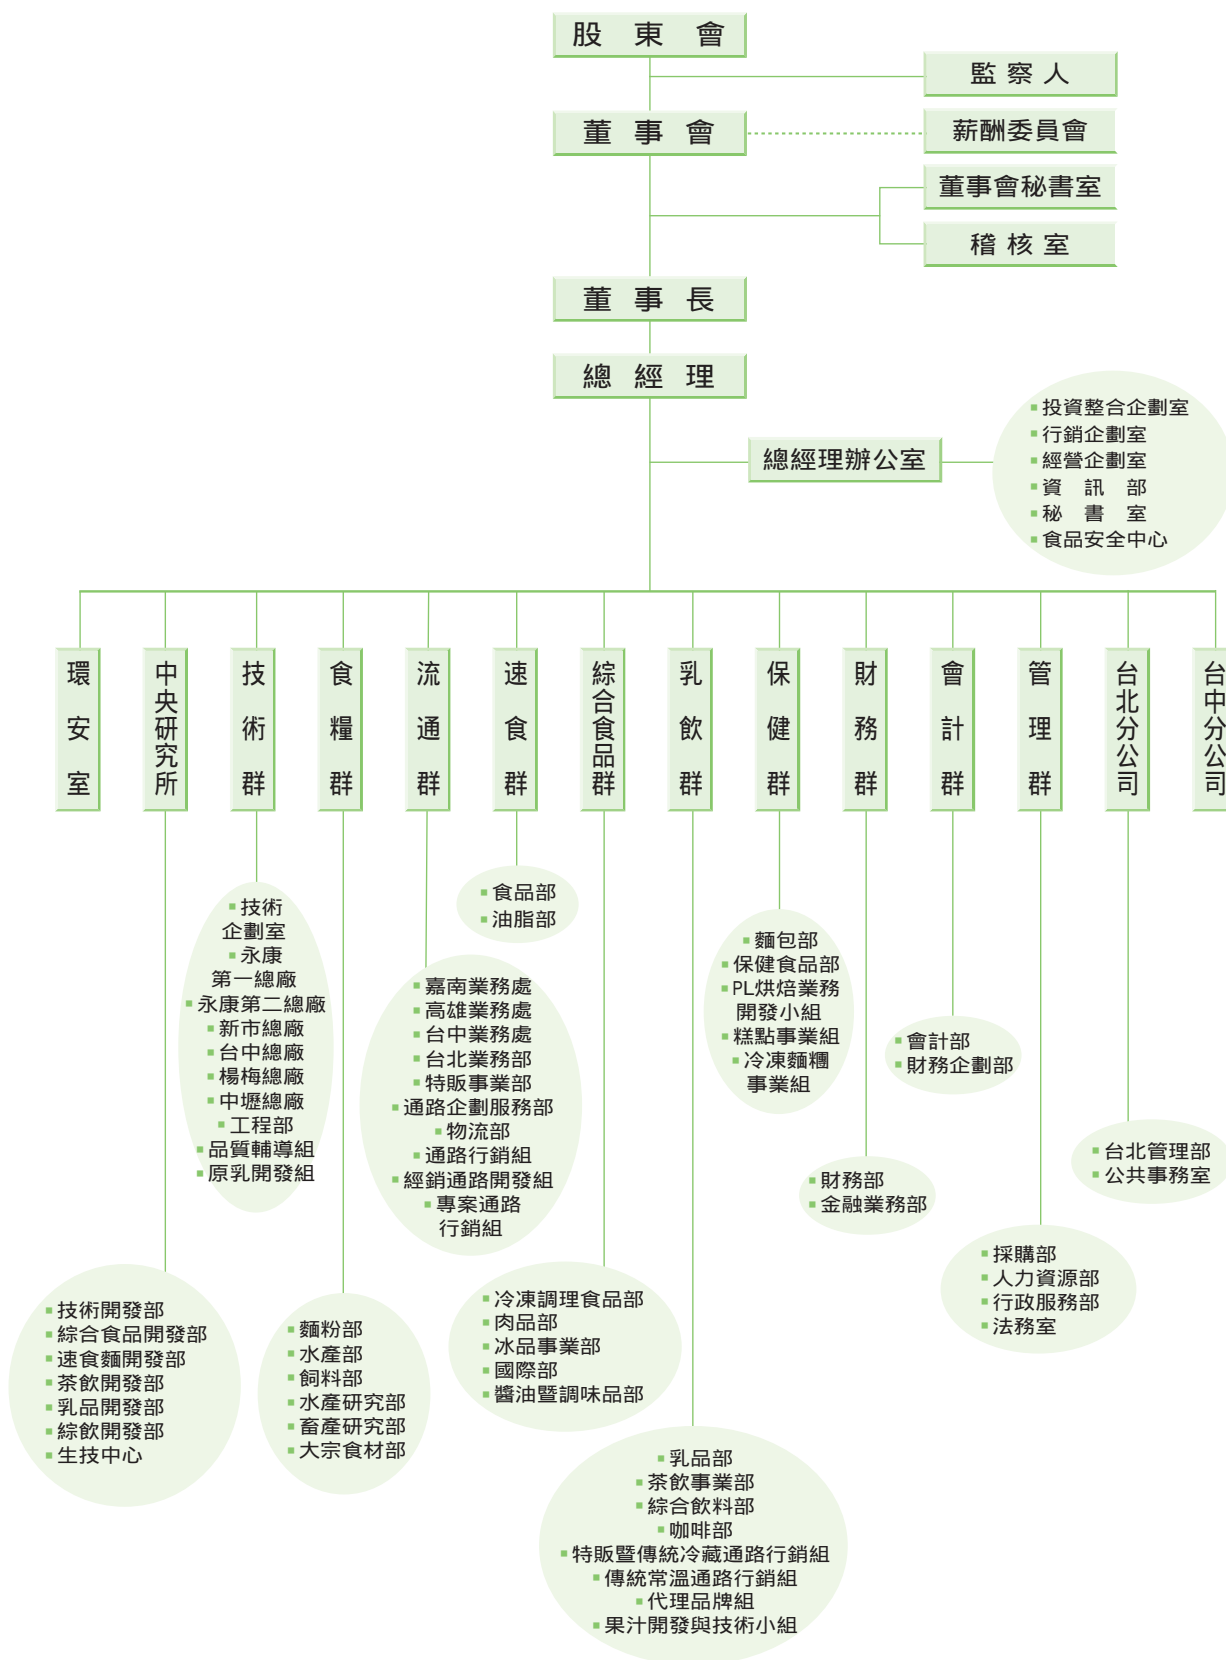 股東會
監察人
董事會
薪酬委員會
董事會秘書室
稽核室
董事長
總經理
總經理辦公室
▪投資整合企劃室
▪行銷企劃室
▪經營企劃室
▪資訊部
▪秘書室
▪食品安全中心
環安室
中央研究所
技術群
食糧群
流通群
速食群
綜合食品群
乳飲群
保健群
財務群
會計群
管理群
台北分公司
台中分公司
▪技術開發部
▪綜合食品開發部
▪速食麵開發部
▪茶飲開發部
▪乳品開發部
▪綜飲開發部
▪生技中心
▪技術
企劃室
▪永康
第一總廠
▪永康第二總廠
▪新市總廠
▪台中總廠
▪楊梅總廠
▪中壢總廠
▪工程部
▪品質輔導組
▪原乳開發組
▪麵粉部
▪水產部
▪飼料部
▪水產研究部
▪畜產研究部
▪大宗食材部
▪嘉南業務處
▪高雄業務處
▪台中業務處
▪台北業務部
▪特販事業部
▪通路企劃服務部
▪物流部
▪通路行銷組
▪經銷通路開發組
▪專案通路
行銷組
▪食品部
▪油脂部
▪冷凍調理食品部
▪肉品部
▪冰品事業部
▪國際部
▪醬油暨調味品部
▪乳品部
▪茶飲事業部
▪綜合飲料部
▪咖啡部
▪特販暨傳統冷藏通路行銷組
▪傳統常溫通路行銷組
▪代理品牌組
▪果汁開發與技術小組
▪麵包部
▪保健食品部
▪PL烘焙業務
開發小組
▪糕點事業組
▪冷凍麵糰
事業組
▪財務部
▪金融業務部
▪會計部
▪財務企劃部
▪採購部
▪人力資源部
▪行政服務部
▪法務室
▪台北管理部
▪公共事務室